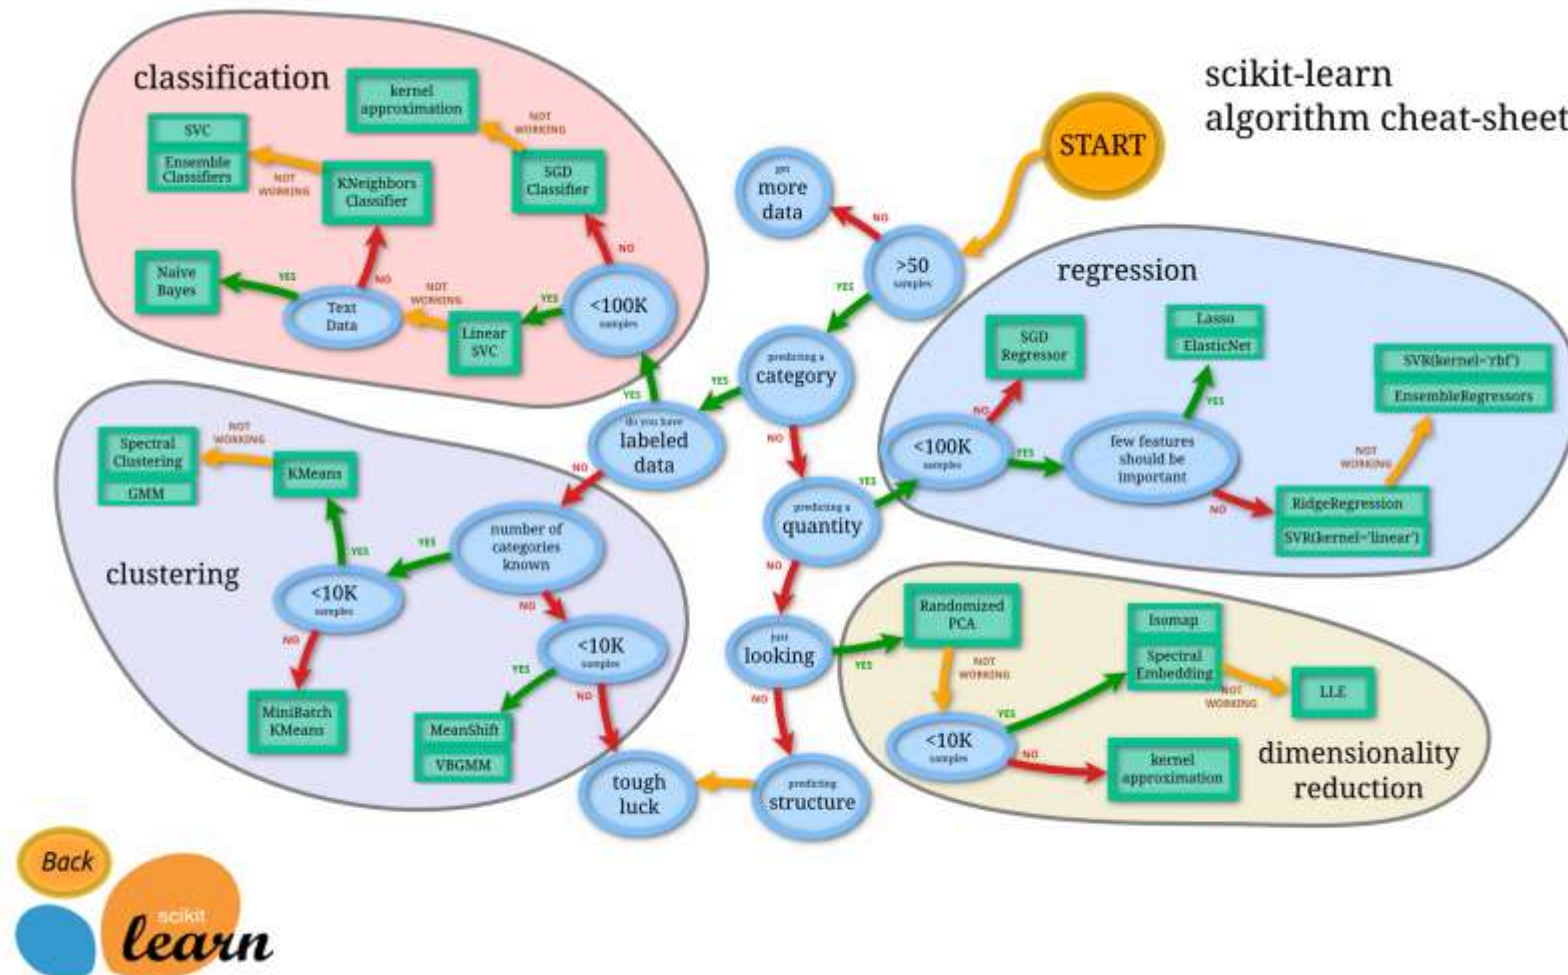 scikit-learn
algorithm cheat-sheet
START
classification
kernel
approximation
NOT
WORKING
SVC
Ensemble
Classifiers
NOT
WORKING
KNeighbors
Classifier
SGD
Classifier
NO
Naive
Bayes
YES
NO
Text
Data
NOT
WORKING
Linear
SVC
YES
<100K
samples
YES
get
more
data
NO
>50
samples
YES
predicting a
category
YES
NO
do you have
labeled
data
NO
predicting a
quantity
YES
NO
just
looking
YES
NO
predicting
structure
tough
luck
regression
SGD
Regressor
NO
<100K
samples
YES
Lasso
ElasticNet
YES
few features
should be
important
NO
SVR(kernel='rbf')
EnsembleRegressors
NOT
WORKING
RidgeRegression
SVR(kernel='linear')
clustering
Spectral
Clustering
GMM
NOT
WORKING
KMeans
YES
number of
categories
known
YES
NO
<10K
samples
NO
MiniBatch
KMeans
<10K
samples
YES
NO
MeanShift
VBGMM
Randomized
PCA
NOT
WORKING
<10K
samples
YES
NO
Isomap
Spectral
Embedding
NOT
WORKING
LLE
kernel
approximation
dimensionality
reduction
Back
scikit
learn